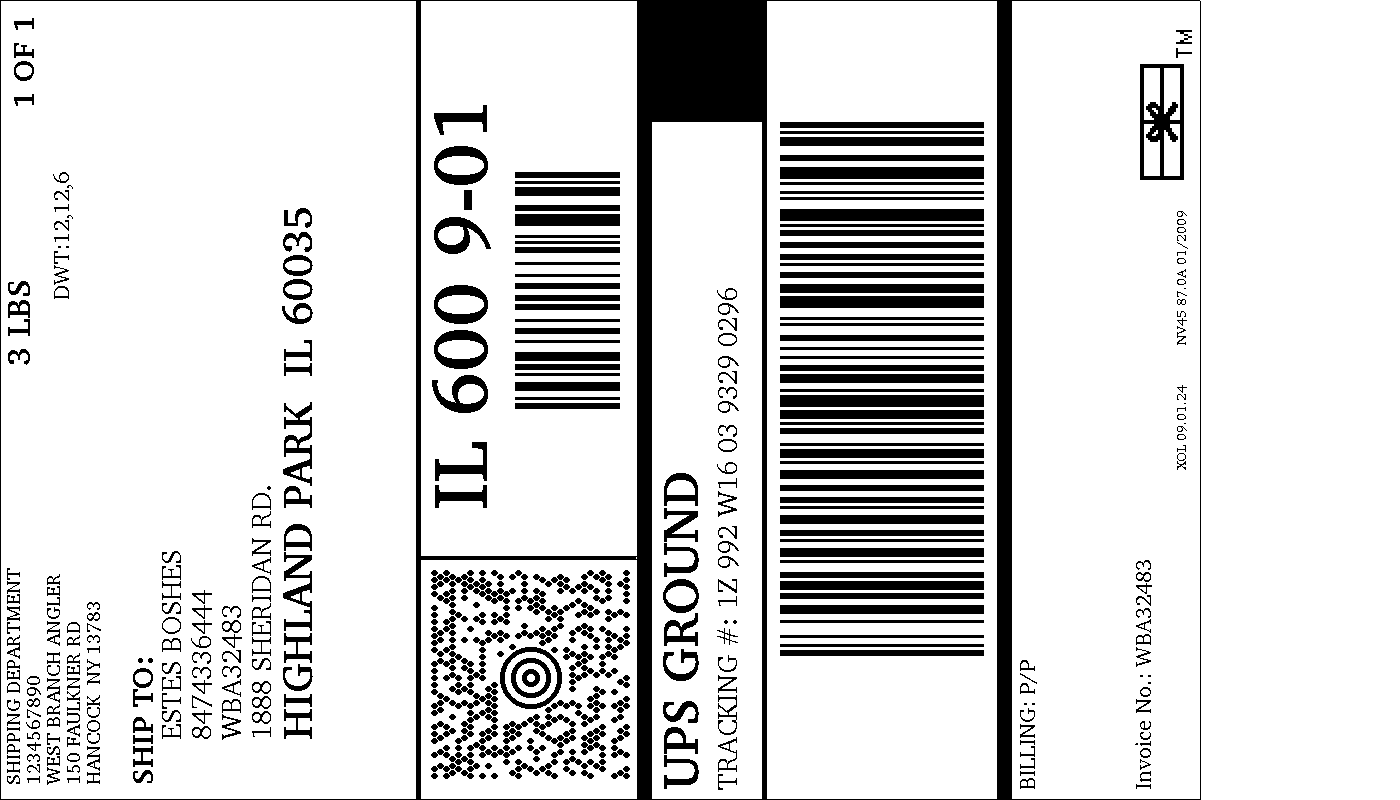 SHIPPING DEPARTMENT
1234567890
WEST BRANCH ANGLER
150 FAULKNER RD
HANCOCK NY 13783
3 LBS
1 OF 1
DWT:12,12,6
SHIP TO:
ESTES BOSHES
8474336444
WBA32483
1888 SHERIDAN RD.
HIGHLAND PARK IL 60035
IL 600 9-01
UPS GROUND
TRACKING #: 1Z 992 W16 03 9329 0296
BILLING: P/P
Invoice No.: WBA32483
XOL 09.01.24 NV45 87.0A 01/2009
TM